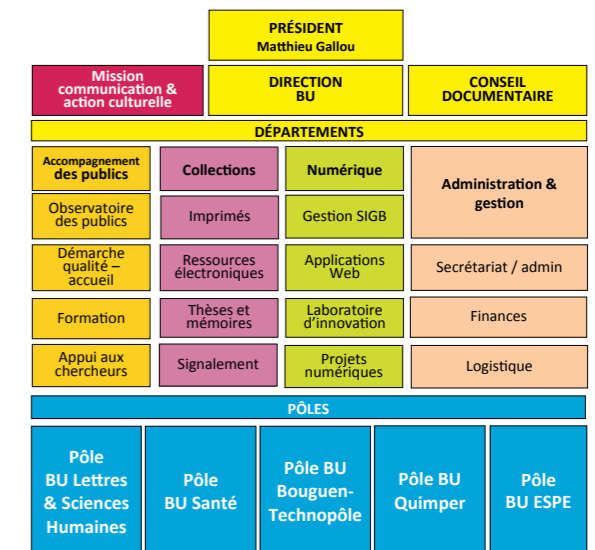 PRÉSIDENT
Matthieu Gallou
Mission
communication &
action culturelle
DIRECTION
BU
CONSEIL
DOCUMENTAIRE
DÉPARTEMENTS
Accompagnement
des publics
Collections
Numérique
Administration &
gestion
Observatoire
des publics
Imprimés
Gestion SIGB
Démarche
qualité –
accueil
Ressources
électroniques
Applications
Web
Secrétariat / admin
Formation
Thèses et
mémoires
Laboratoire
d’innovation
Finances
Appui aux
chercheurs
Signalement
Projets
numériques
Logistique
PÔLES
Pôle
BU Lettres
& Sciences
Humaines
Pôle
BU Santé
Pôle BU
Bouguen-
Technopôle
Pôle BU
Quimper
Pôle
BU ESPE